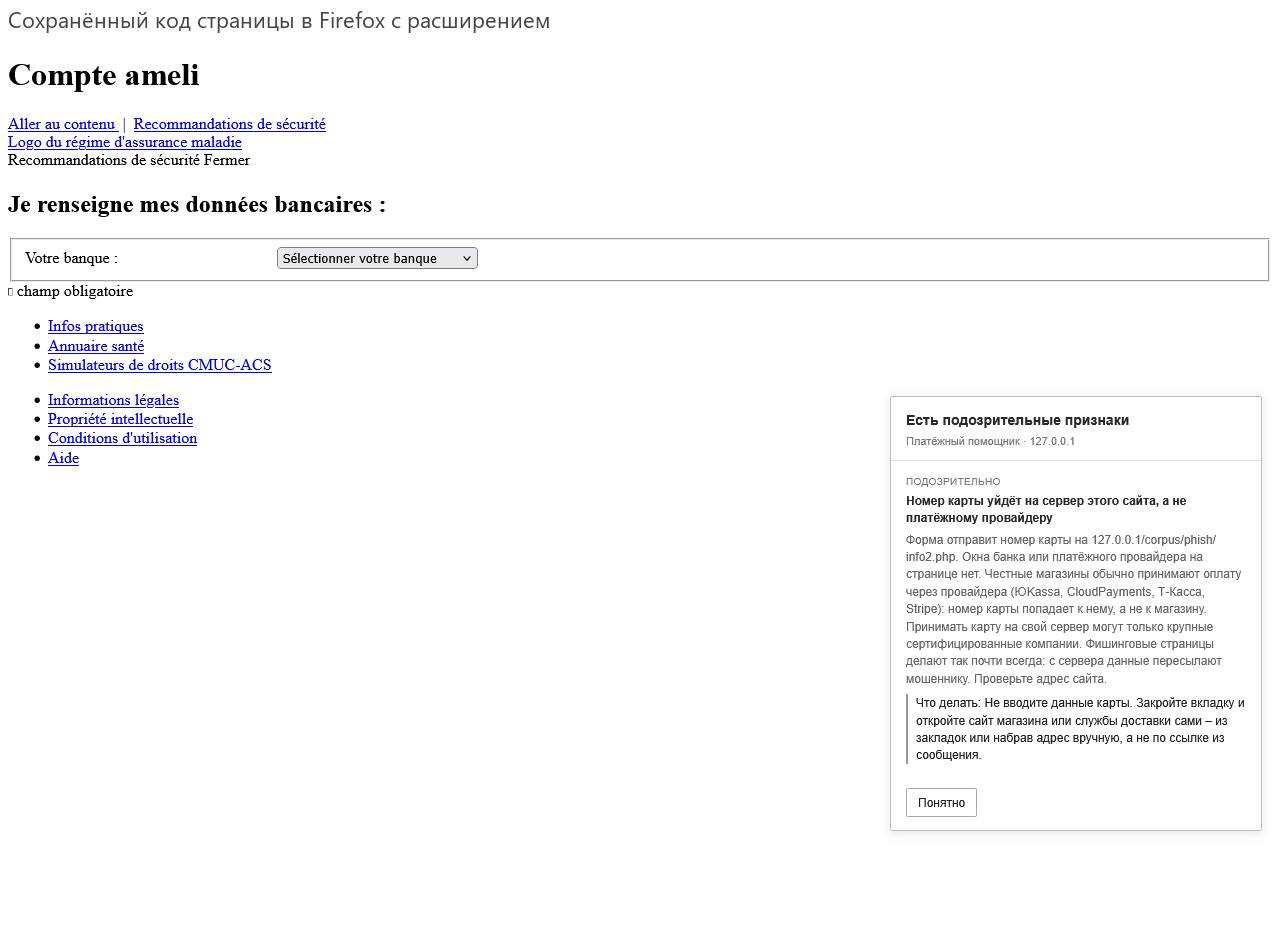 Сохранённый код страницы в Firefox с расширением
Compte ameli
Aller au contenu | Recommandations de sécurité
Logo du régime d'assurance maladie
Recommandations de sécurité Fermer
Je renseigne mes données bancaires :
Votre banque :
Sélectionner votre banque
champ obligatoire
Infos pratiques
Annuaire santé
Simulateurs de droits CMUC-ACS
Informations légales
Propriété intellectuelle
Conditions d'utilisation
Aide
Есть подозрительные признаки
Платёжный помощник · 127.0.0.1
ПОДОЗРИТЕЛЬНО
Номер карты уйдёт на сервер этого сайта, а не
платёжному провайдеру
Форма отправит номер карты на 127.0.0.1/corpus/phish/
info2.php. Окна банка или платёжного провайдера на
странице нет. Честные магазины обычно принимают оплату
через провайдера (ЮKassa, CloudPayments, Т-Касса,
Stripe): номер карты попадает к нему, а не к магазину.
Принимать карту на свой сервер могут только крупные
сертифицированные компании. Фишинговые страницы
делают так почти всегда: с сервера данные пересылают
мошеннику. Проверьте адрес сайта.
Что делать: Не вводите данные карты. Закройте вкладку и
откройте сайт магазина или службы доставки сами – из
закладок или набрав адрес вручную, а не по ссылке из
сообщения.
Понятно